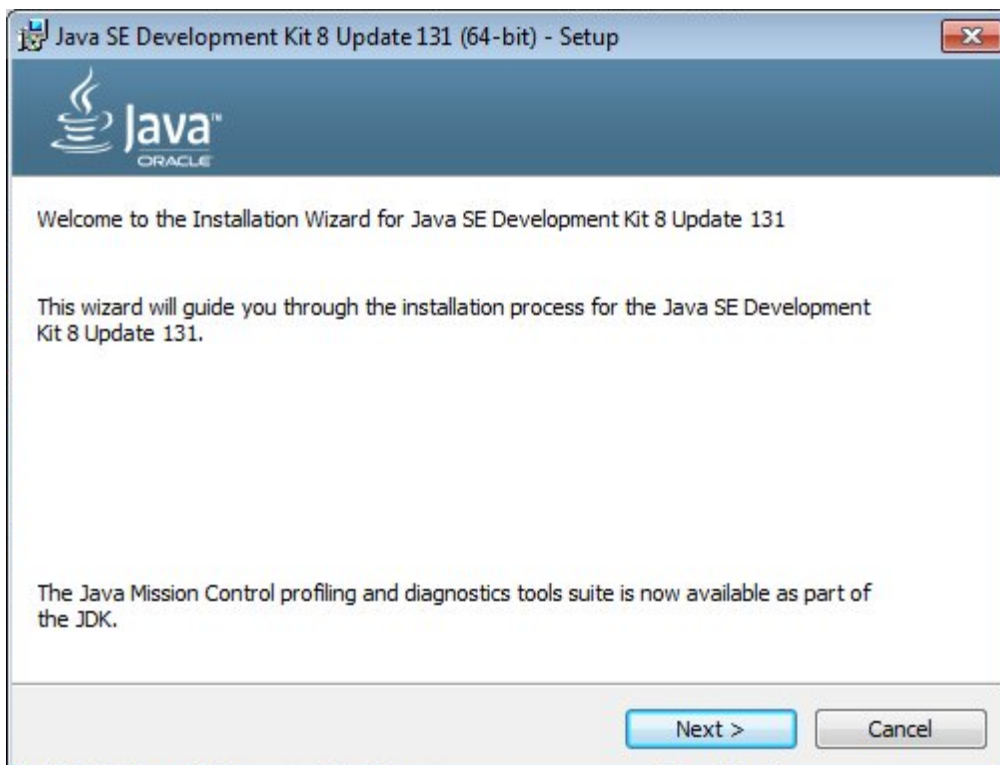 Java SE Development Kit 8 Update 131 (64-bit) - Setup
Java™
ORACLE
Welcome to the Installation Wizard for Java SE Development Kit 8 Update 131
This wizard will guide you through the installation process for the Java SE Development
Kit 8 Update 131.
The Java Mission Control profiling and diagnostics tools suite is now available as part of
the JDK.
Next > Cancel